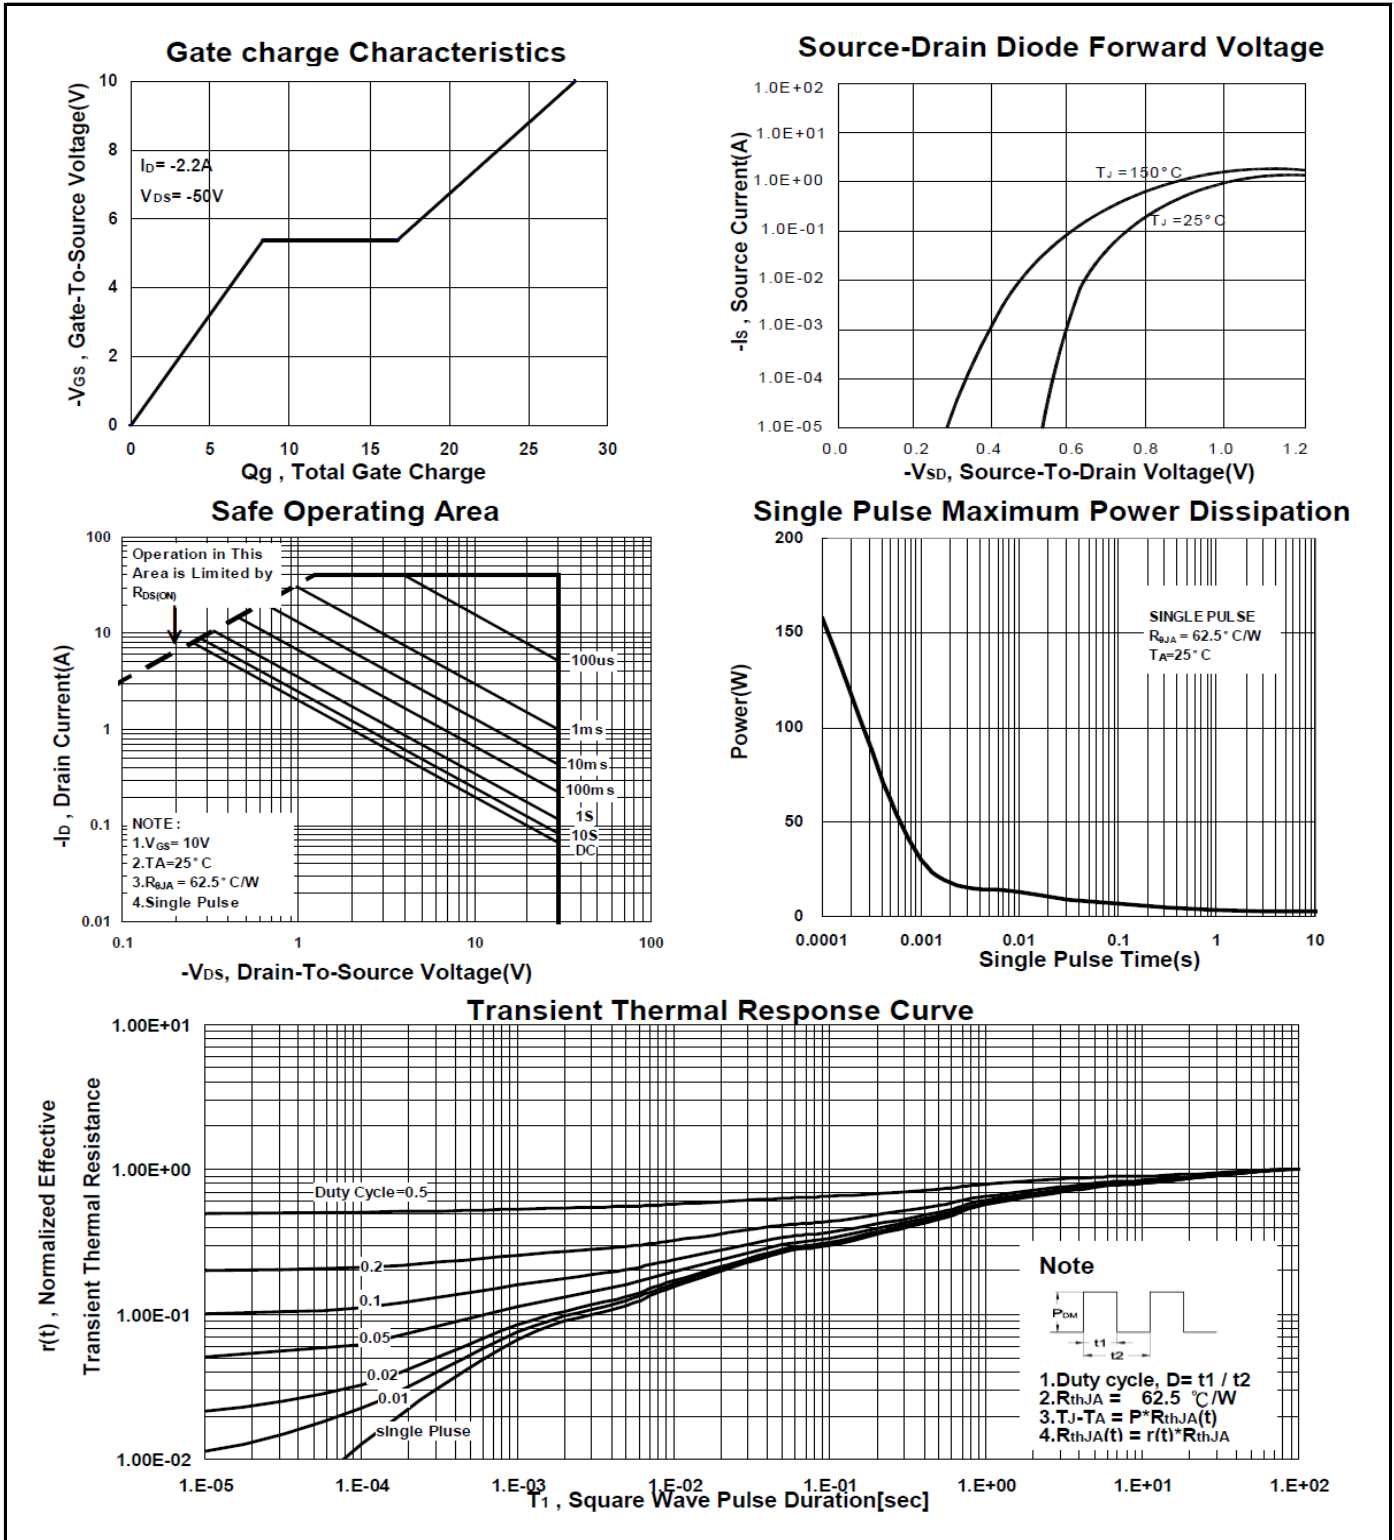 Gate charge Characteristics
-VGS , Gate-To-Source Voltage(V)
10
8
6
4
2
0
ID= -2.2A
VDS= -50V
0 5 10 15 20 25 30
Qg , Total Gate Charge
Source-Drain Diode Forward Voltage
-IS , Source Current(A)
1.0E+02
1.0E+01
1.0E+00
1.0E-01
1.0E-02
1.0E-03
1.0E-04
1.0E-05
TJ =150°C
TJ =25°C
0.0 0.2 0.4 0.6 0.8 1.0 1.2
-VSD, Source-To-Drain Voltage(V)
Safe Operating Area
-ID , Drain Current(A)
100
10
1
0.1
0.01
Operation in This
Area is Limited by
RDS(ON)
100us
1ms
10ms
100ms
1S
10S
DC
NOTE :
1.VGS= 10V
2.TA=25°C
3.RθJA = 62.5°C/W
4.Single Pulse
0.1 1 10 100
-VDS, Drain-To-Source Voltage(V)
Single Pulse Maximum Power Dissipation
Power(W)
200
150
100
50
0
SINGLE PULSE
RθJA = 62.5°C/W
TA=25°C
0.0001 0.001 0.01 0.1 1 10
Single Pulse Time(s)
Transient Thermal Response Curve
r(t) , Normalized Effective
Transient Thermal Resistance
1.00E+01
1.00E+00
1.00E-01
1.00E-02
Duty Cycle=0.5
0.2
0.1
0.05
0.02
0.01
single Pluse
Note
PDM
t1
t2
1.Duty cycle, D= t1 / t2
2.RthJA = 62.5 °C/W
3.TJ-TA = P*RthJA(t)
4.RthJA(t) = r(t)*RthJA
1.E-05 1.E-04 1.E-03 1.E-02 1.E-01 1.E+00 1.E+01 1.E+02
T1 , Square Wave Pulse Duration[sec]